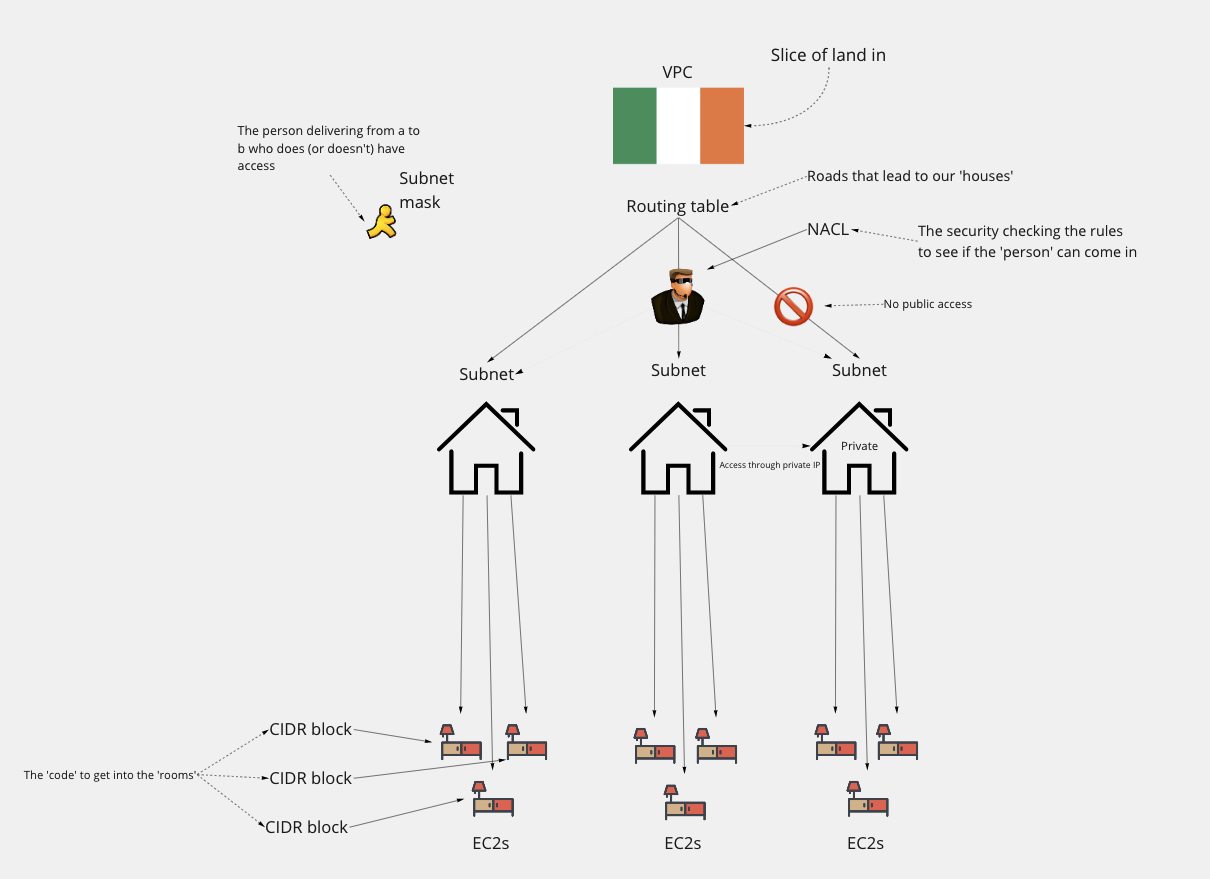 Slice of land in
VPC
The person delivering from a to
b who does (or doesn't) have
access
Subnet
mask
Roads that lead to our 'houses'
Routing table
NACL
The security checking the rules
to see if the 'person' can come in
No public access
Subnet
Subnet
Subnet
Private
Access through private IP
CIDR block
The 'code' to get into the 'rooms'
CIDR block
CIDR block
EC2s
EC2s
EC2s